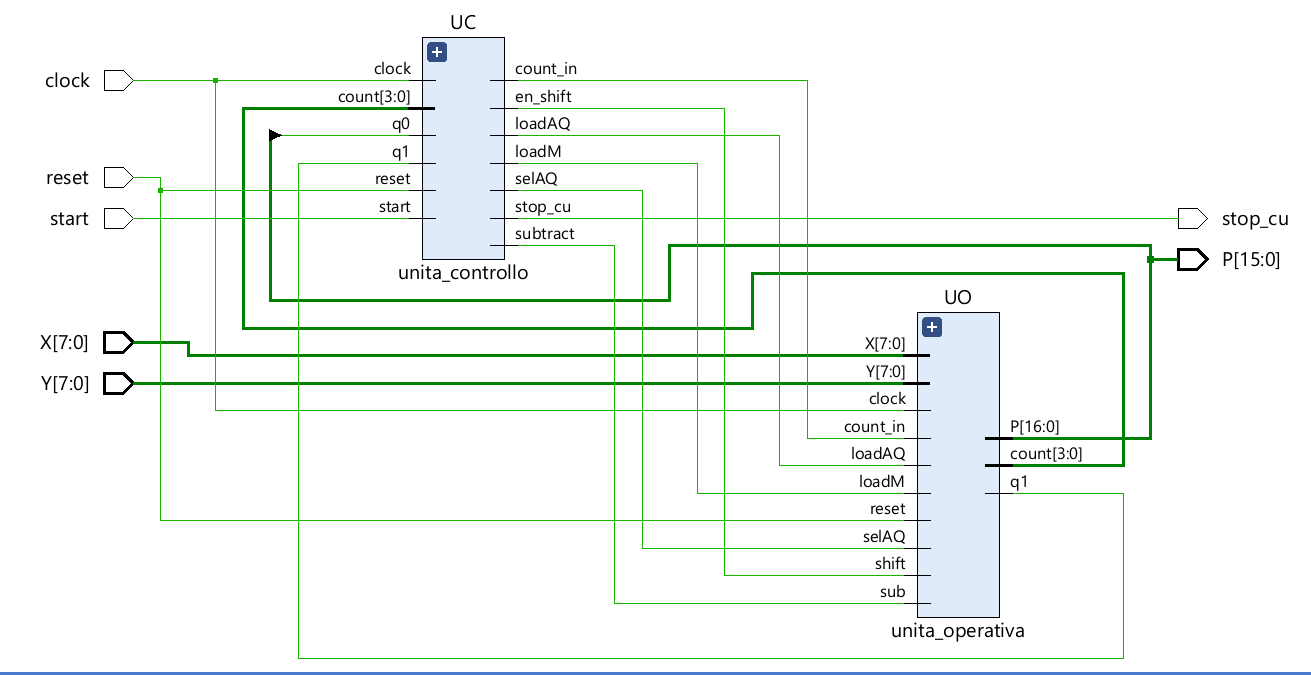 UC
clock
clock
count[3:0]
q0
q1
reset
start
count_in
en_shift
loadAQ
loadM
selAQ
stop_cu
subtract
unita_controllo
reset
start
stop_cu
P[15:0]
X[7:0]
Y[7:0]
UO
X[7:0]
Y[7:0]
clock
count_in
loadAQ
loadM
reset
selAQ
shift
sub
P[16:0]
count[3:0]
q1
unita_operativa